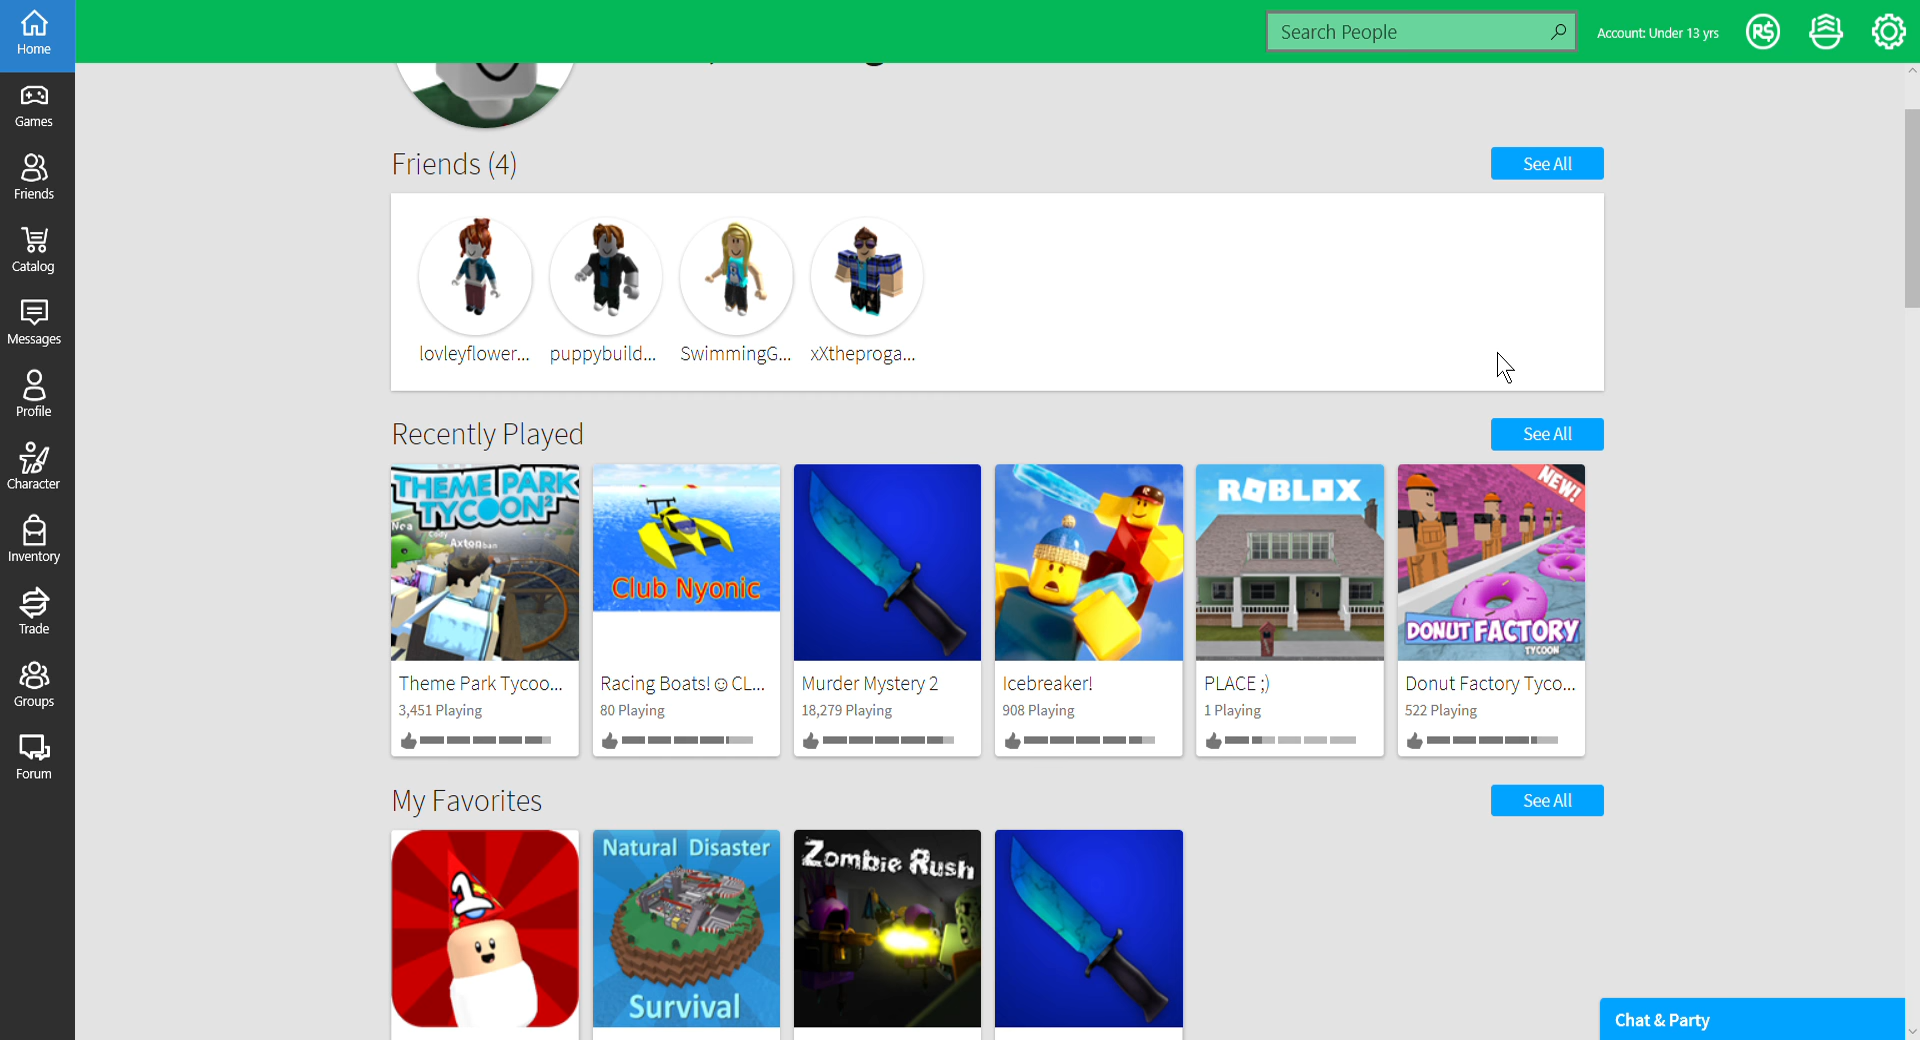 Home
Search People
Account: Under 13 yrs
R$
Games
Friends
Catalog
Messages
Profile
Character
Inventory
Trade
Groups
Forum
Friends (4)
See All
lovleyflower...
puppybuild...
SwimmingG...
xXtheproga...
Recently Played
See All
THEME PARK
TYCOON²
Nea
Cody
Axtonban
Club Nyonic
ROBLOX
NEW!
DONUT FACTORY
TYCOON
Theme Park Tycoo...
3,451 Playing
Racing Boats!☺CL...
80 Playing
Murder Mystery 2
18,279 Playing
Icebreaker!
908 Playing
PLACE ;)
1 Playing
Donut Factory Tyco...
522 Playing
My Favorites
See All
1
Natural Disaster
Survival
Zombie Rush
Chat & Party